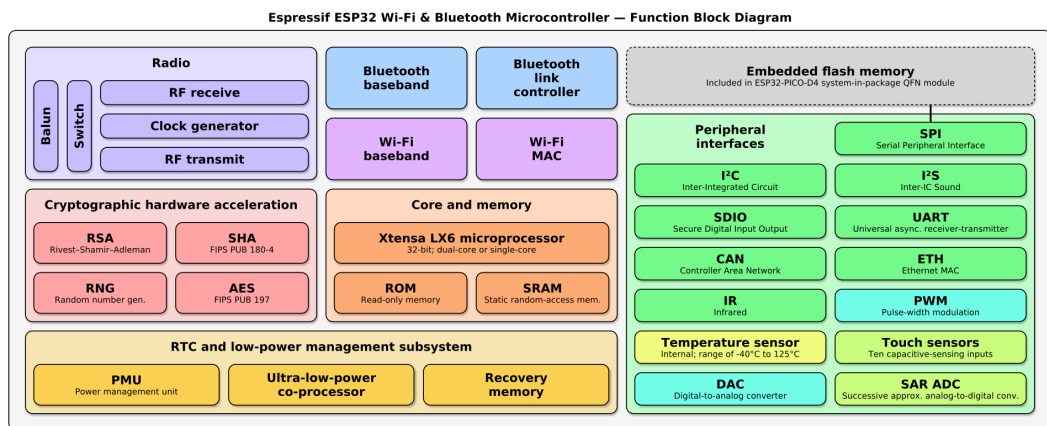 Espressif ESP32 Wi-Fi & Bluetooth Microcontroller — Function Block Diagram
Radio
Balun
Switch
RF receive
Clock generator
RF transmit
Bluetooth
baseband
Bluetooth
link
controller
Wi-Fi
baseband
Wi-Fi
MAC
Embedded flash memory
Included in ESP32-PICO-D4 system-in-package QFN module
Cryptographic hardware acceleration
RSA
Rivest–Shamir–Adleman
SHA
FIPS PUB 180-4
RNG
Random number gen.
AES
FIPS PUB 197
Core and memory
Xtensa LX6 microprocessor
32-bit; dual-core or single-core
ROM
Read-only memory
SRAM
Static random-access mem.
RTC and low-power management subsystem
PMU
Power management unit
Ultra-low-power
co-processor
Recovery
memory
Peripheral
interfaces
SPI
Serial Peripheral Interface
I²C
Inter-Integrated Circuit
I²S
Inter-IC Sound
SDIO
Secure Digital Input Output
UART
Universal async. receiver-transmitter
CAN
Controller Area Network
ETH
Ethernet MAC
IR
Infrared
PWM
Pulse-width modulation
Temperature sensor
Internal; range of -40°C to 125°C
Touch sensors
Ten capacitive-sensing inputs
DAC
Digital-to-analog converter
SAR ADC
Successive approx. analog-to-digital conv.